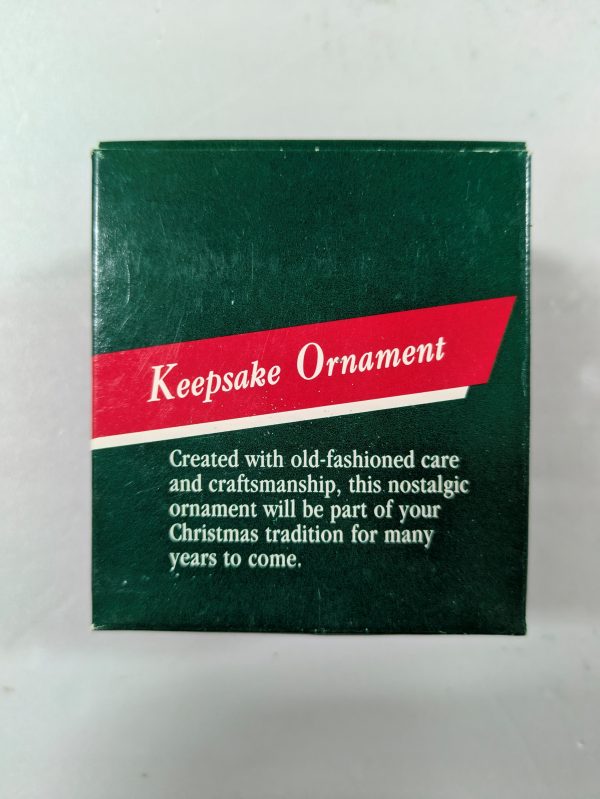 Keepsake Ornament
Created with old-fashioned care
and craftsmanship, this nostalgic
ornament will be part of your
Christmas tradition for many
years to come.